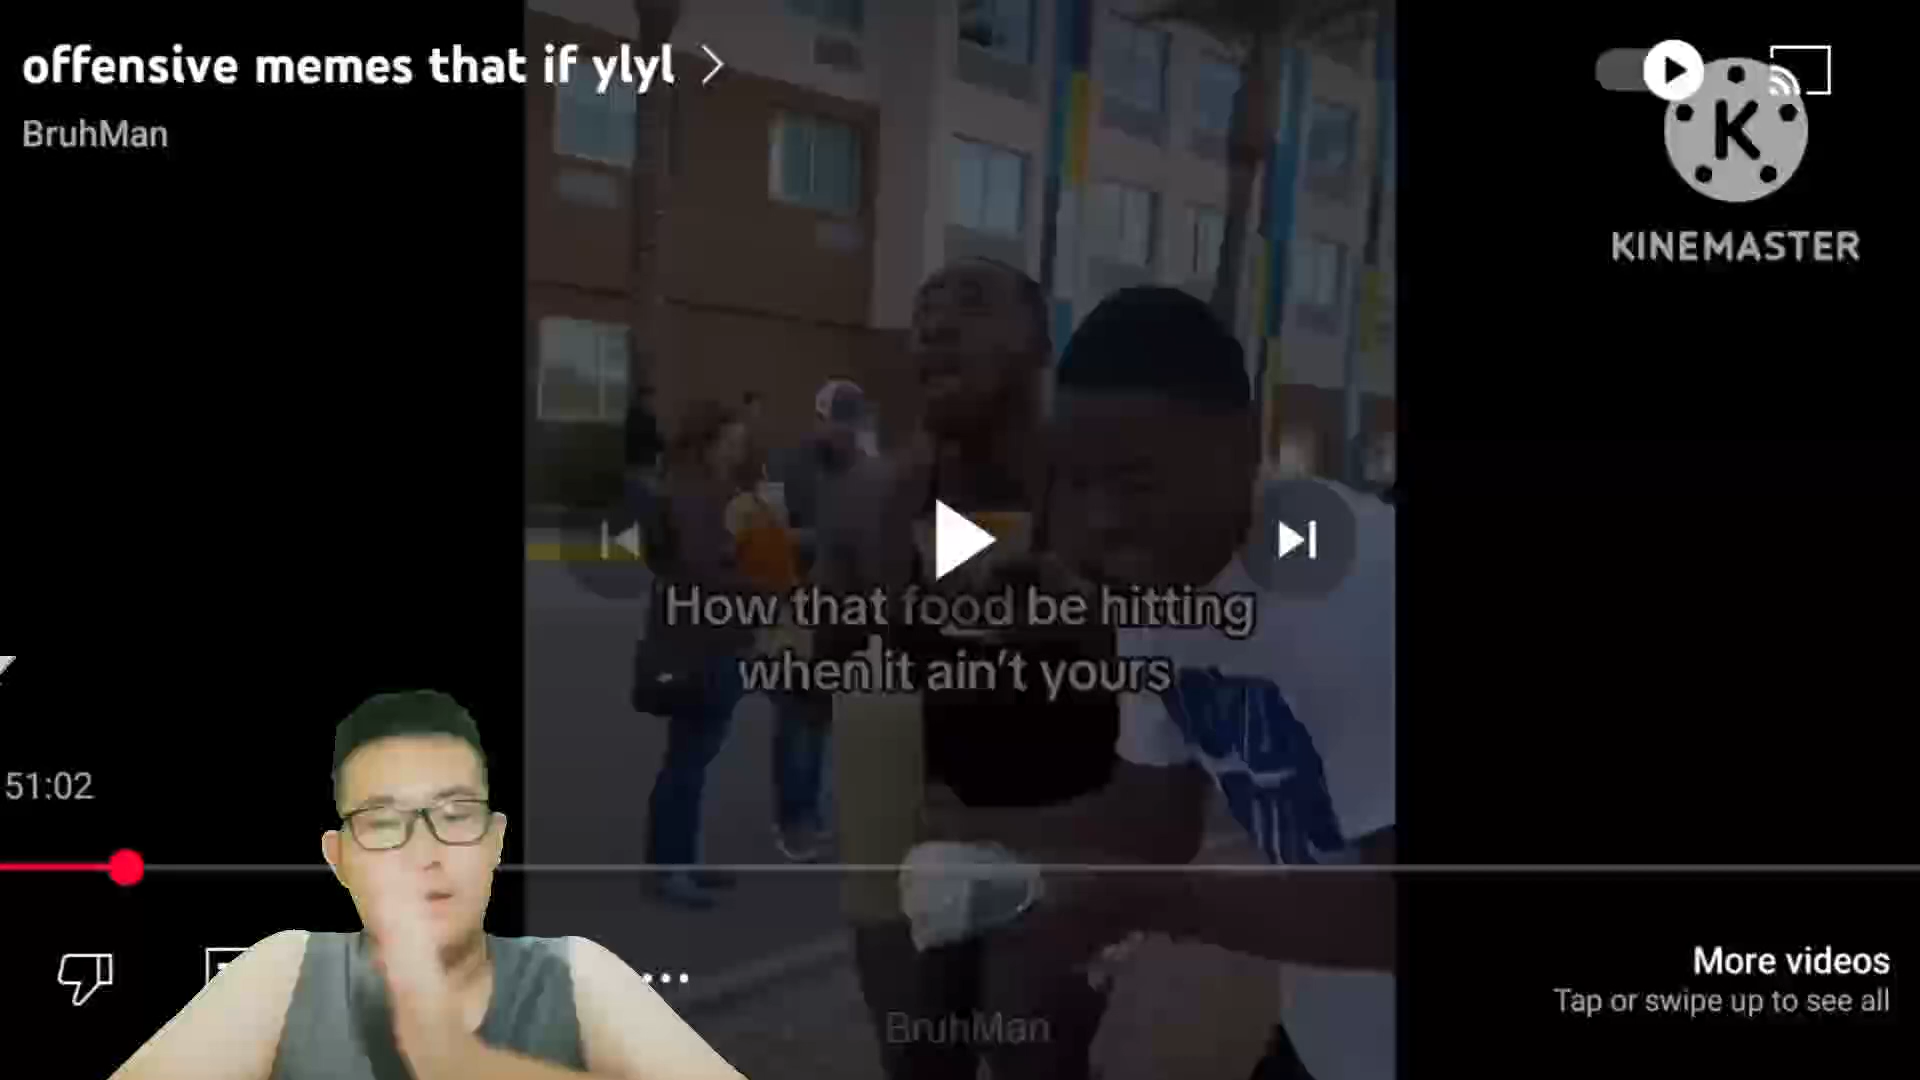 offensive memes that if ylyl
BruhMan
K
KINEMASTER
How that food be hitting
when it ain't yours
51:02
More videos
Tap or swipe up to see all
BruhMan